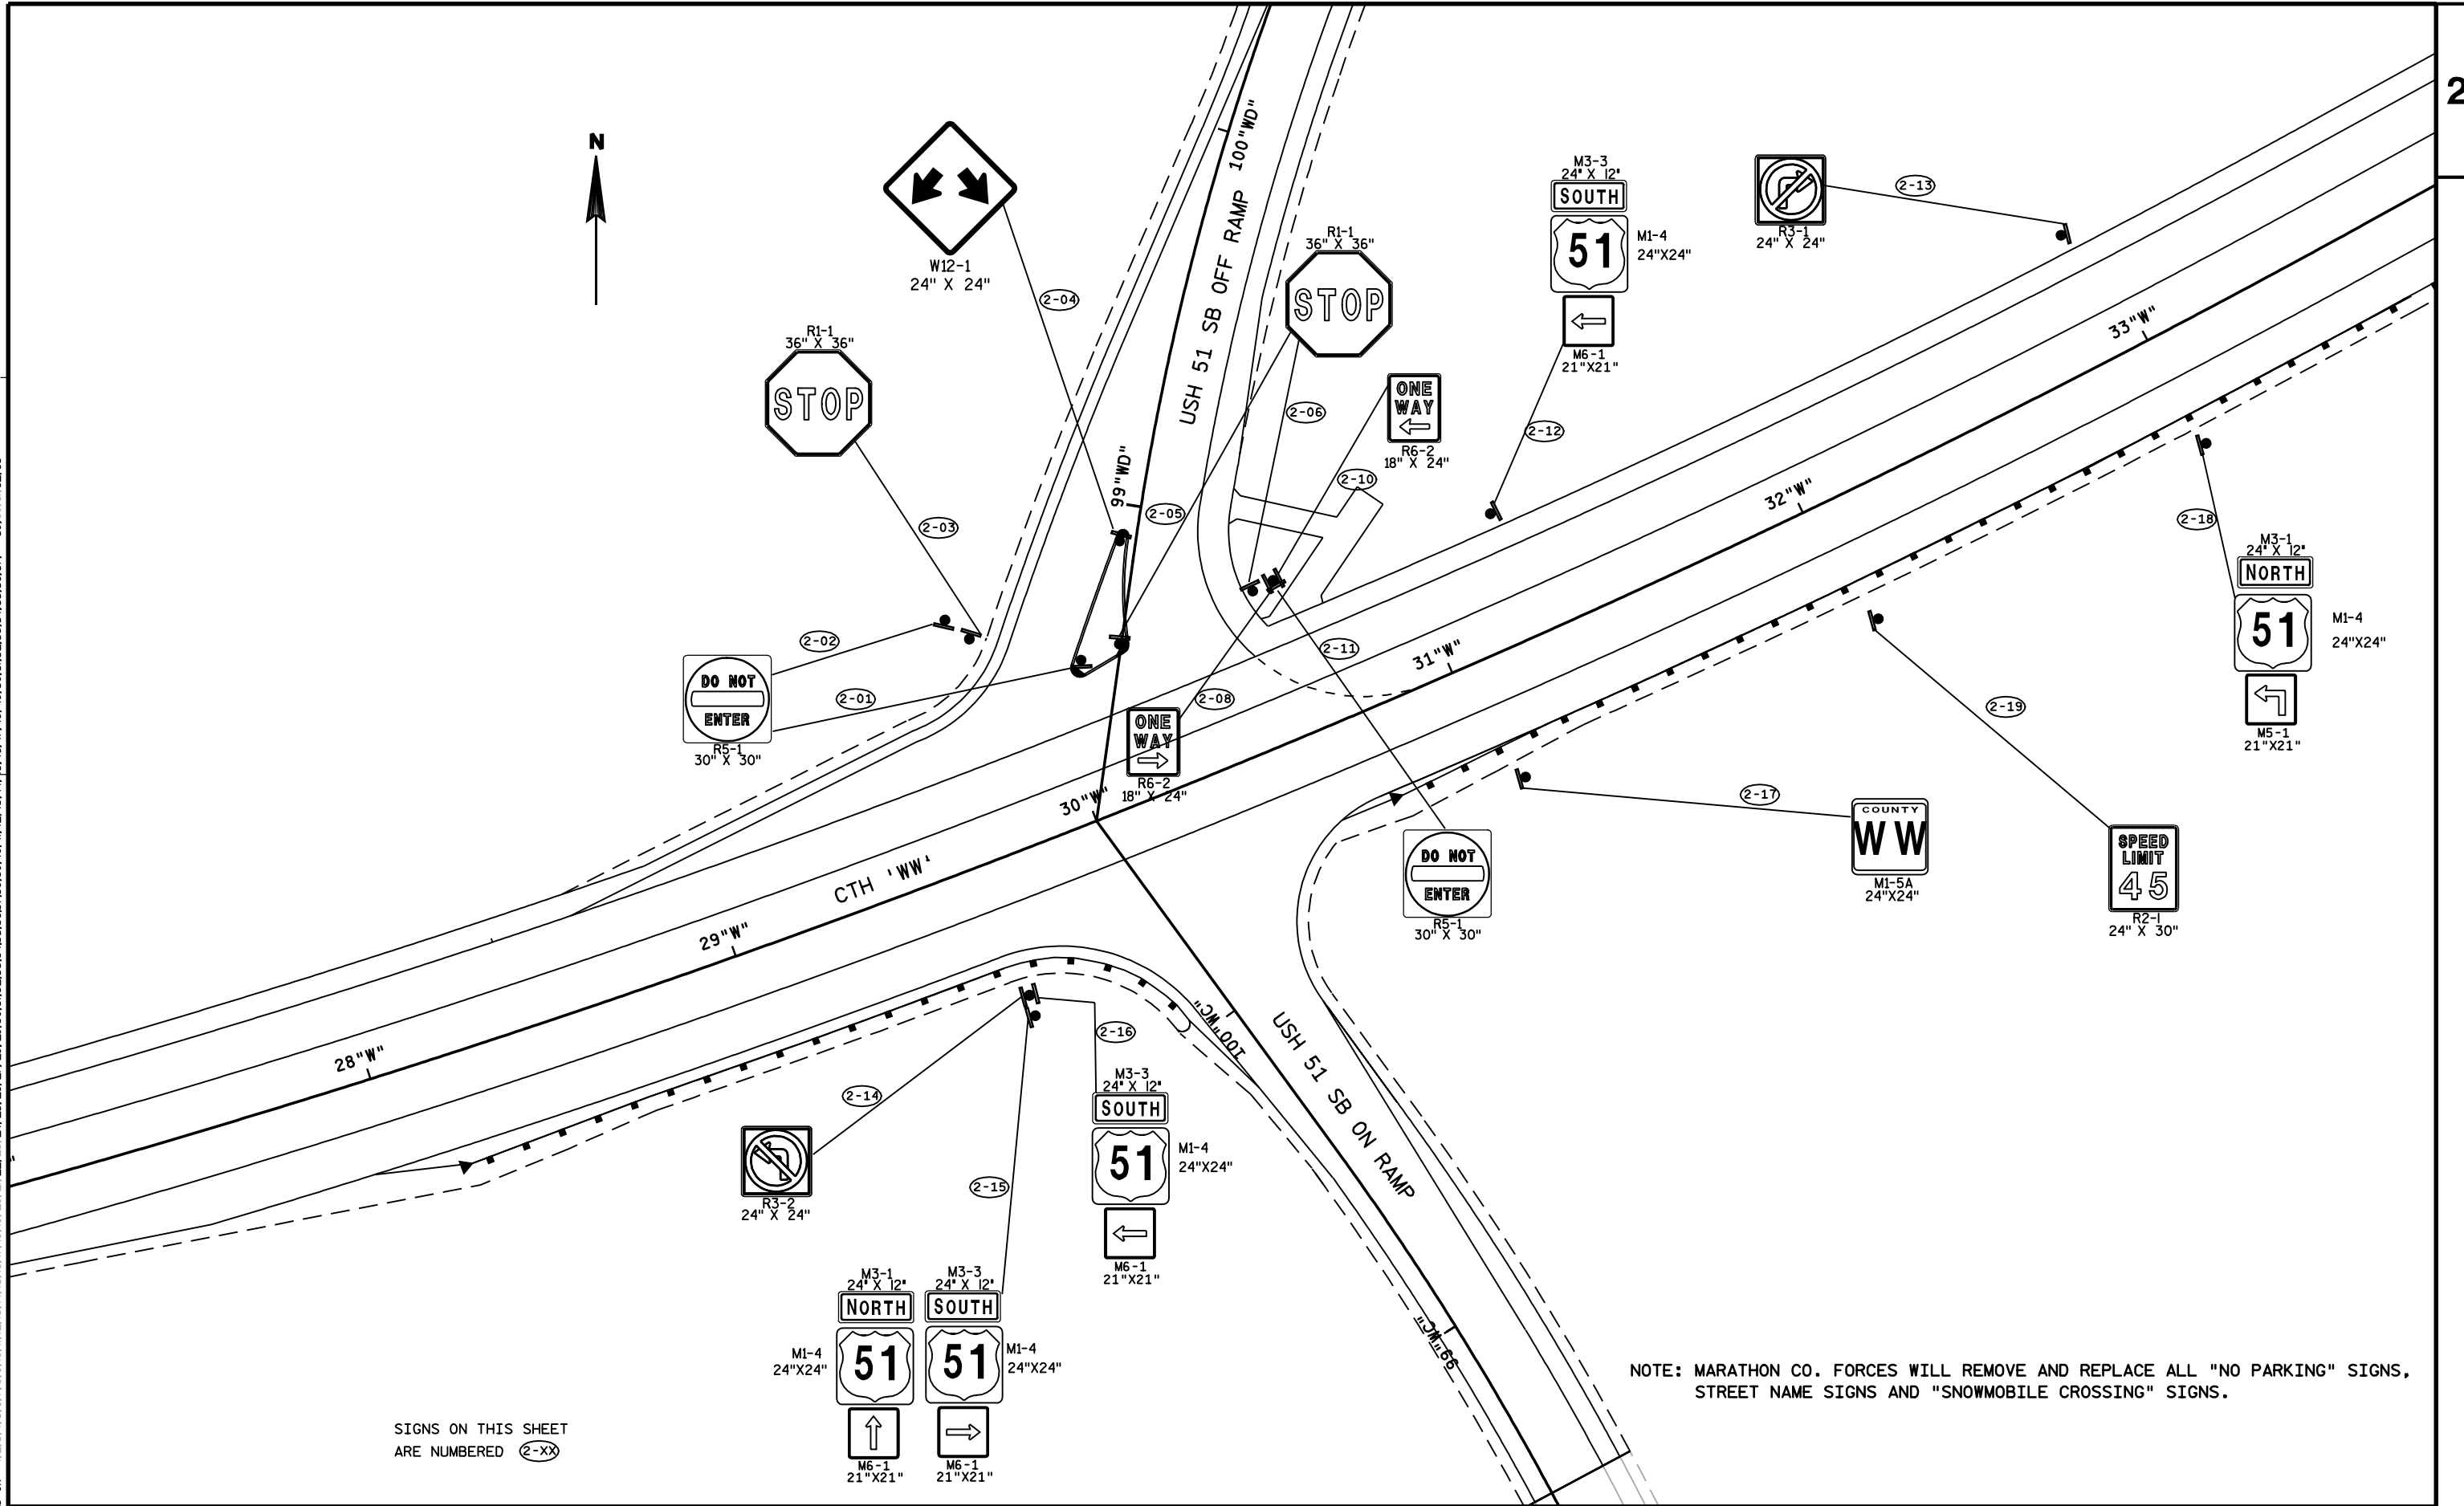 2
N
W12-1
24" X 24"
2-04
USH 51 SB OFF RAMP
100"WD"
99"WD"
R1-1
36" X 36"
STOP
2-03
R1-1
36" X 36"
STOP
2-05
2-06
ONE
WAY
R6-2
18" X 24"
2-10
M3-3
24" X 12"
SOUTH
51
M1-4
24"X24"
M6-1
21"X21"
2-12
R3-1
24" X 24"
2-13
33"W"
32"W"
31"W"
30"W"
29"W"
28"W"
CTH 'WW'
2-02
2-01
DO NOT
ENTER
R5-1
30" X 30"
ONE
WAY
R6-2
18" X 24"
2-08
2-11
DO NOT
ENTER
R5-1
30" X 30"
2-17
COUNTY
WW
M1-5A
24"X24"
2-19
SPEED
LIMIT
45
R2-1
24" X 30"
2-18
M3-1
24" X 12"
NORTH
51
M1-4
24"X24"
M5-1
21"X21"
100"WC"
USH 51 SB ON RAMP
99"WC"
2-14
R3-2
24" X 24"
2-16
M3-3
24" X 12"
SOUTH
51
M1-4
24"X24"
M6-1
21"X21"
2-15
M3-1
24" X 12"
NORTH
51
M1-4
24"X24"
M6-1
21"X21"
M3-3
24" X 12"
SOUTH
51
M1-4
24"X24"
M6-1
21"X21"
SIGNS ON THIS SHEET
ARE NUMBERED 2-XX
NOTE: MARATHON CO. FORCES WILL REMOVE AND REPLACE ALL "NO PARKING" SIGNS,
STREET NAME SIGNS AND "SNOWMOBILE CROSSING" SIGNS.